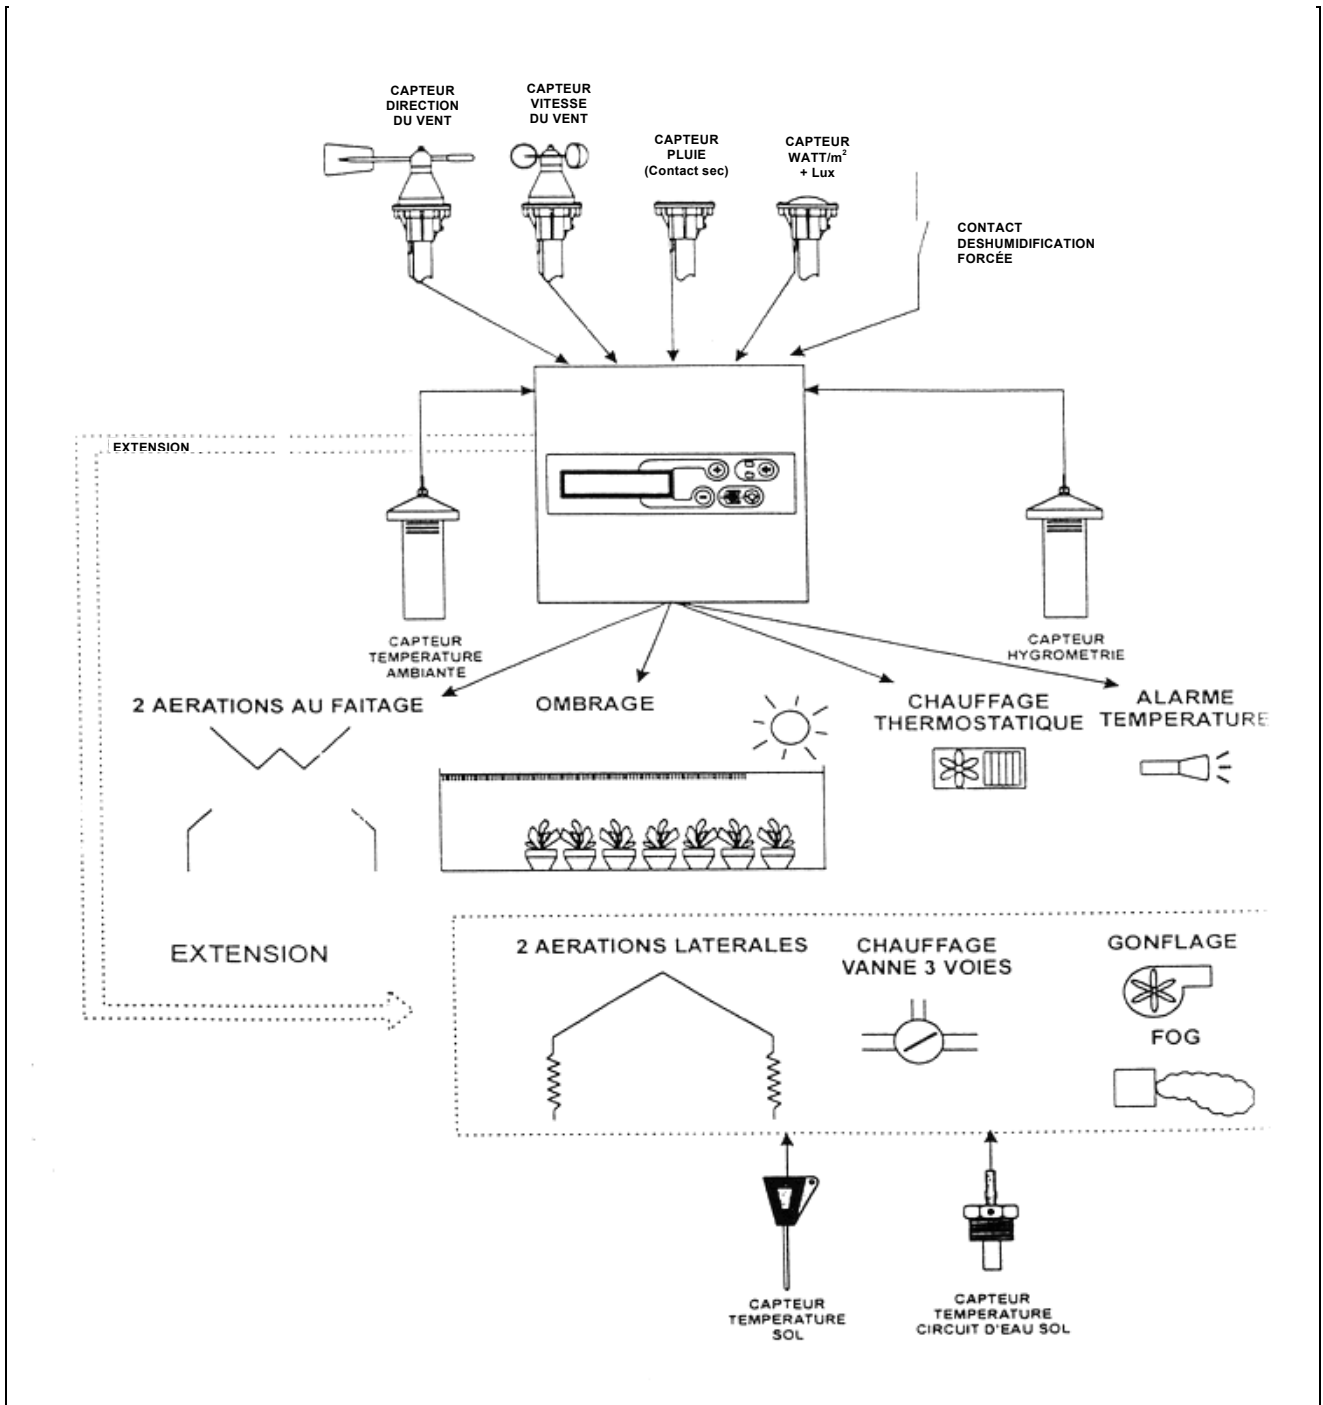 CAPTEUR
DIRECTION
DU VENT
CAPTEUR
VITESSE
DU VENT
CAPTEUR
PLUIE
(Contact sec)
CAPTEUR
WATT/m²
+ Lux
CONTACT
DESHUMIDIFICATION
FORCÉE
EXTENSION
CAPTEUR
TEMPERATURE
AMBIANTE
CAPTEUR
HYGROMETRIE
2 AERATIONS AU FAITAGE
OMBRAGE
CHAUFFAGE
THERMOSTATIQUE
ALARME
TEMPERATURE
EXTENSION
2 AERATIONS LATERALES
CHAUFFAGE
VANNE 3 VOIES
GONFLAGE
FOG
CAPTEUR
TEMPERATURE
SOL
CAPTEUR
TEMPERATURE
CIRCUIT D'EAU SOL